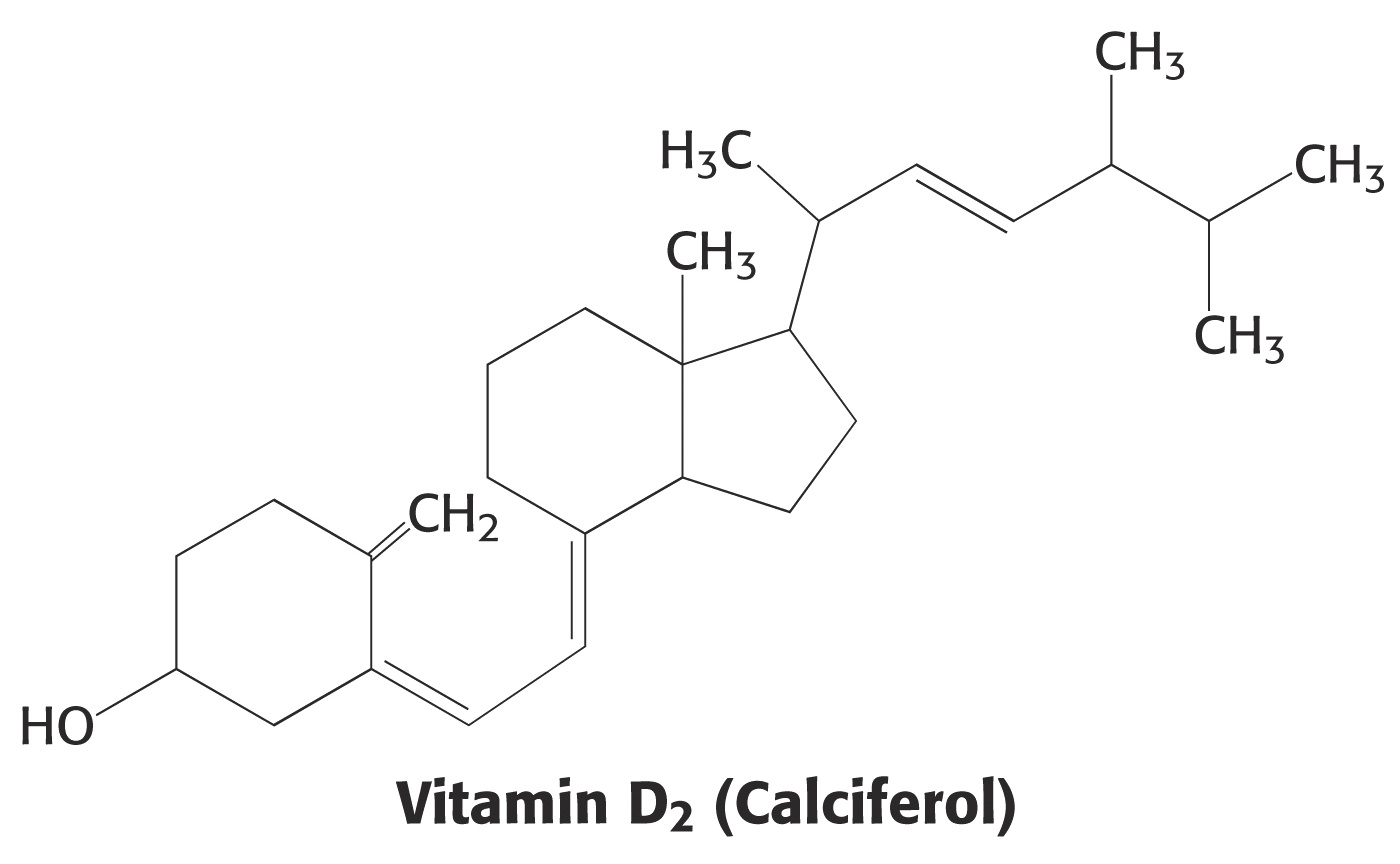 CH₃
H₃C
CH₃
CH₃
CH₃
CH₂
HO
Vitamin D₂ (Calciferol)